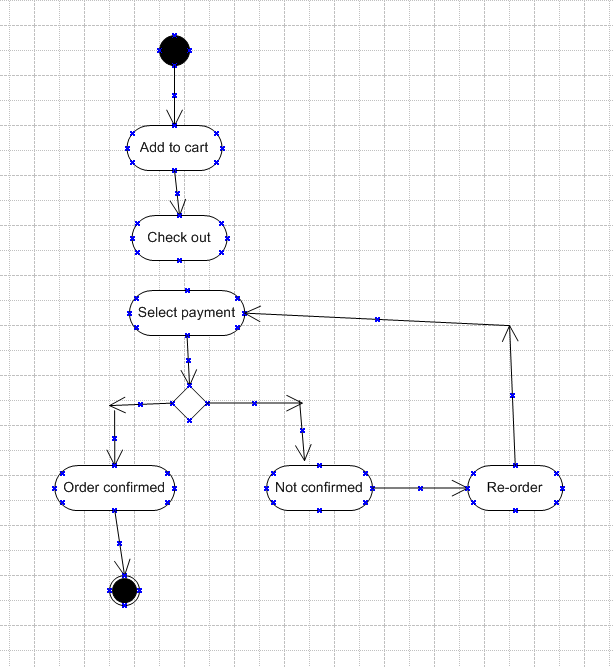 Add to cart
Check out
Select payment
Order confirmed
Not confirmed
Re-order